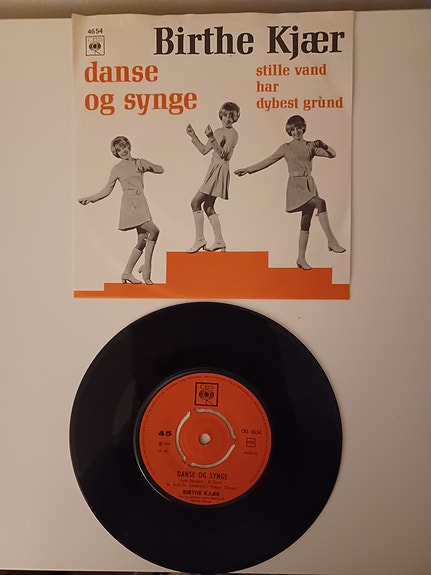 4654
CBS
Birthe Kjær
danse
og synge
stille vand
har
dybest grund
CBS
45
CBS 4654
DANSE OG SYNGE
BIRTHE KJÆR